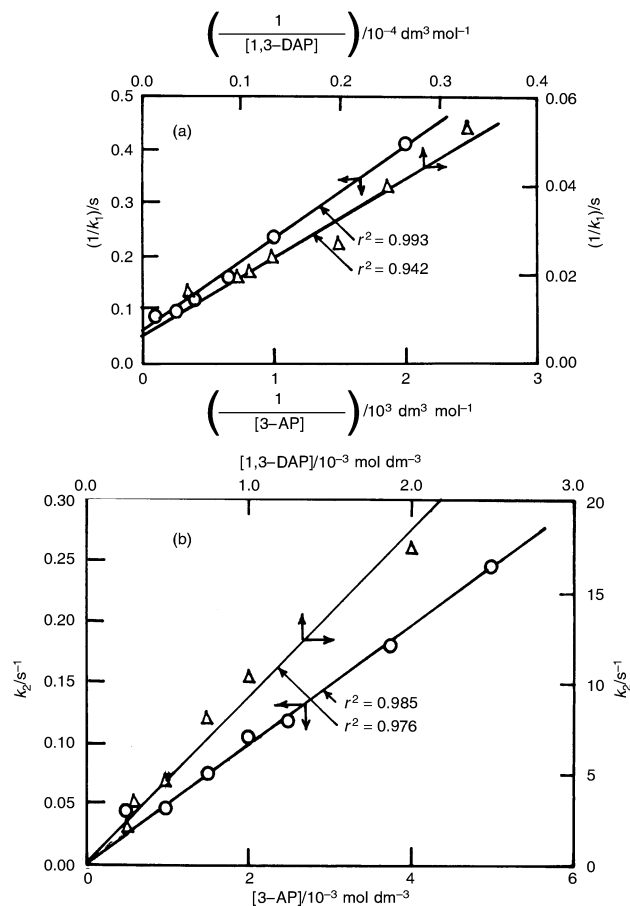 ( 1 / [1,3–DAP] ) /10⁻⁴ dm³ mol⁻¹
0.0 0.1 0.2 0.3 0.4
(a)
0.5
0.4
0.3
0.2
0.1
0.0
(1/k₁)/s
0.06
0.04
0.02
0.00
(1/k₁)/s
r² = 0.993
r² = 0.942
0 1 2 3
( 1 / [3–AP] ) /10³ dm³ mol⁻¹
[1,3–DAP]/10⁻³ mol dm⁻³
0.0 1.0 2.0 3.0
(b)
0.30
0.25
0.20
0.15
0.10
0.05
0.00
k₂/s⁻¹
20
15
10
5
0
k₂/s⁻¹
r² = 0.985
r² = 0.976
0 2 4 6
[3–AP]/10⁻³ mol dm⁻³